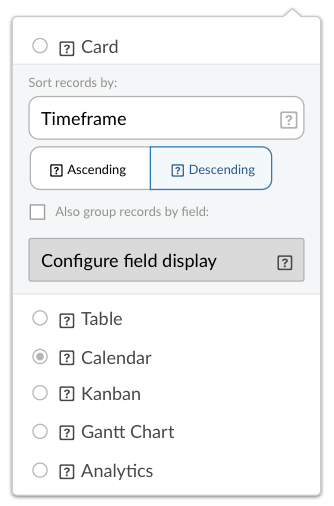 Card
Sort records by:
Timeframe
Ascending
Descending
Also group records by field:
Configure field display
Table
Calendar
Kanban
Gantt Chart
Analytics